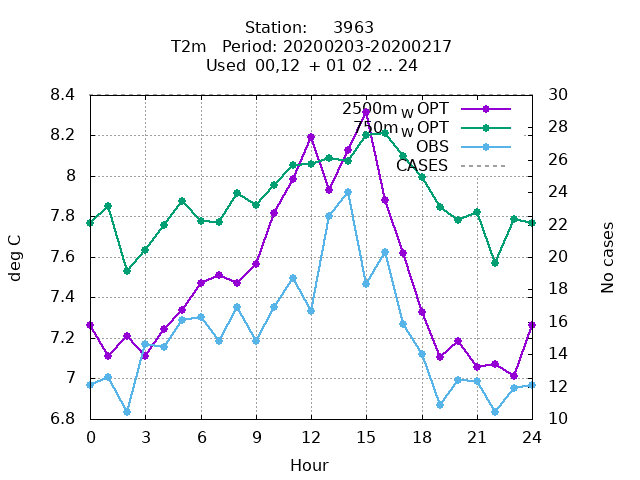 Station: 3963
T2m Period: 20200203-20200217
Used 00,12 + 01 02 ... 24
8.4
8.2
8
7.8
7.6
7.4
7.2
7
6.8
deg C
30
28
26
24
22
20
18
16
14
12
10
No cases
2500m W OPT
750m W OPT
OBS
CASES
0 3 6 9 12 15 18 21 24
Hour